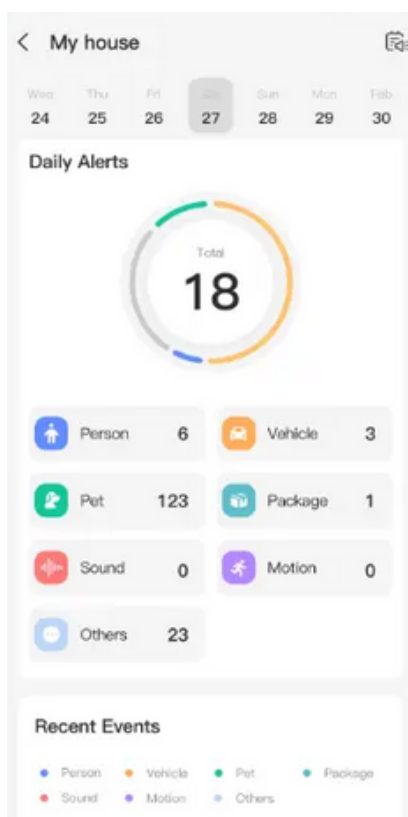 My house
Wed Thu Fri Sun Mon Feb
24 25 26 27 28 29 30
Daily Alerts
Total
18
Person 6 Vehicle 3
Pet 123 Package 1
Sound 0 Motion 0
Others 23
Recent Events
Person Vehicle Pet Package
Sound Motion Others